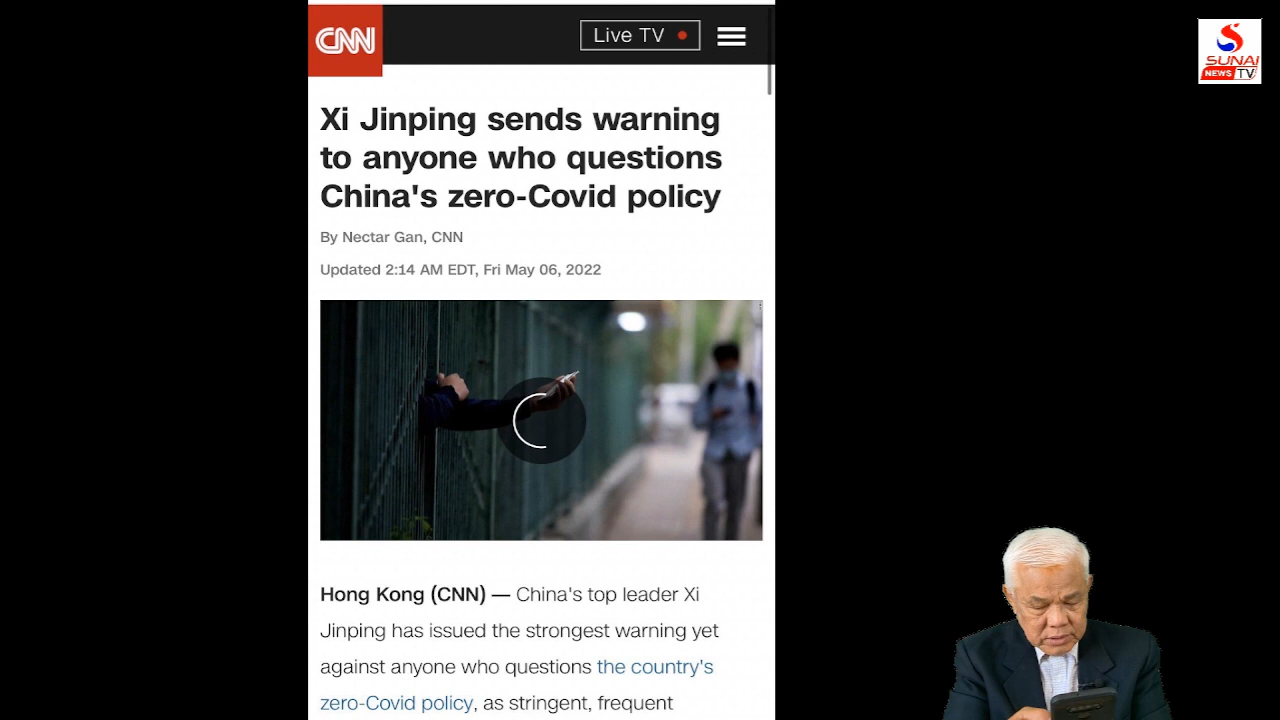 CNN
Live TV
SUNAI
NEWS TV
Xi Jinping sends warning
to anyone who questions
China's zero-Covid policy
By Nectar Gan, CNN
Updated 2:14 AM EDT, Fri May 06, 2022
Hong Kong (CNN) — China's top leader Xi
Jinping has issued the strongest warning yet
against anyone who questions the country's
zero-Covid policy, as stringent, frequent